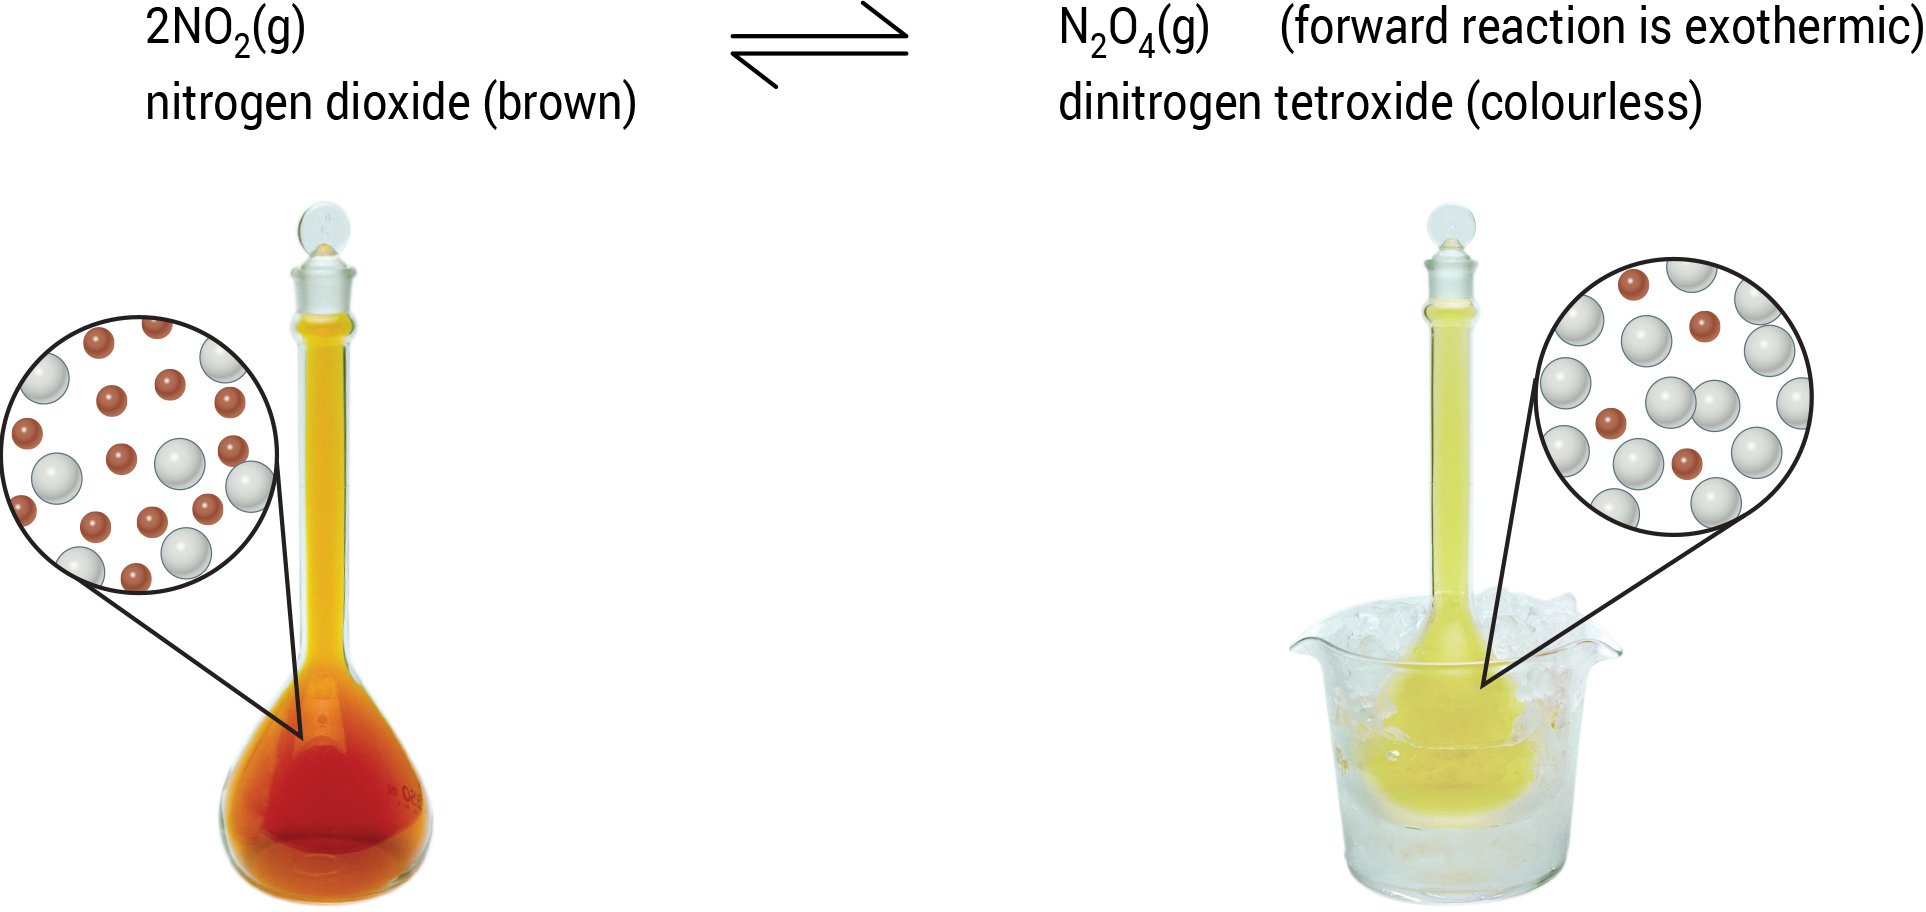 2NO₂(g) ⇌ N₂O₄(g) (forward reaction is exothermic)
nitrogen dioxide (brown) dinitrogen tetroxide (colourless)